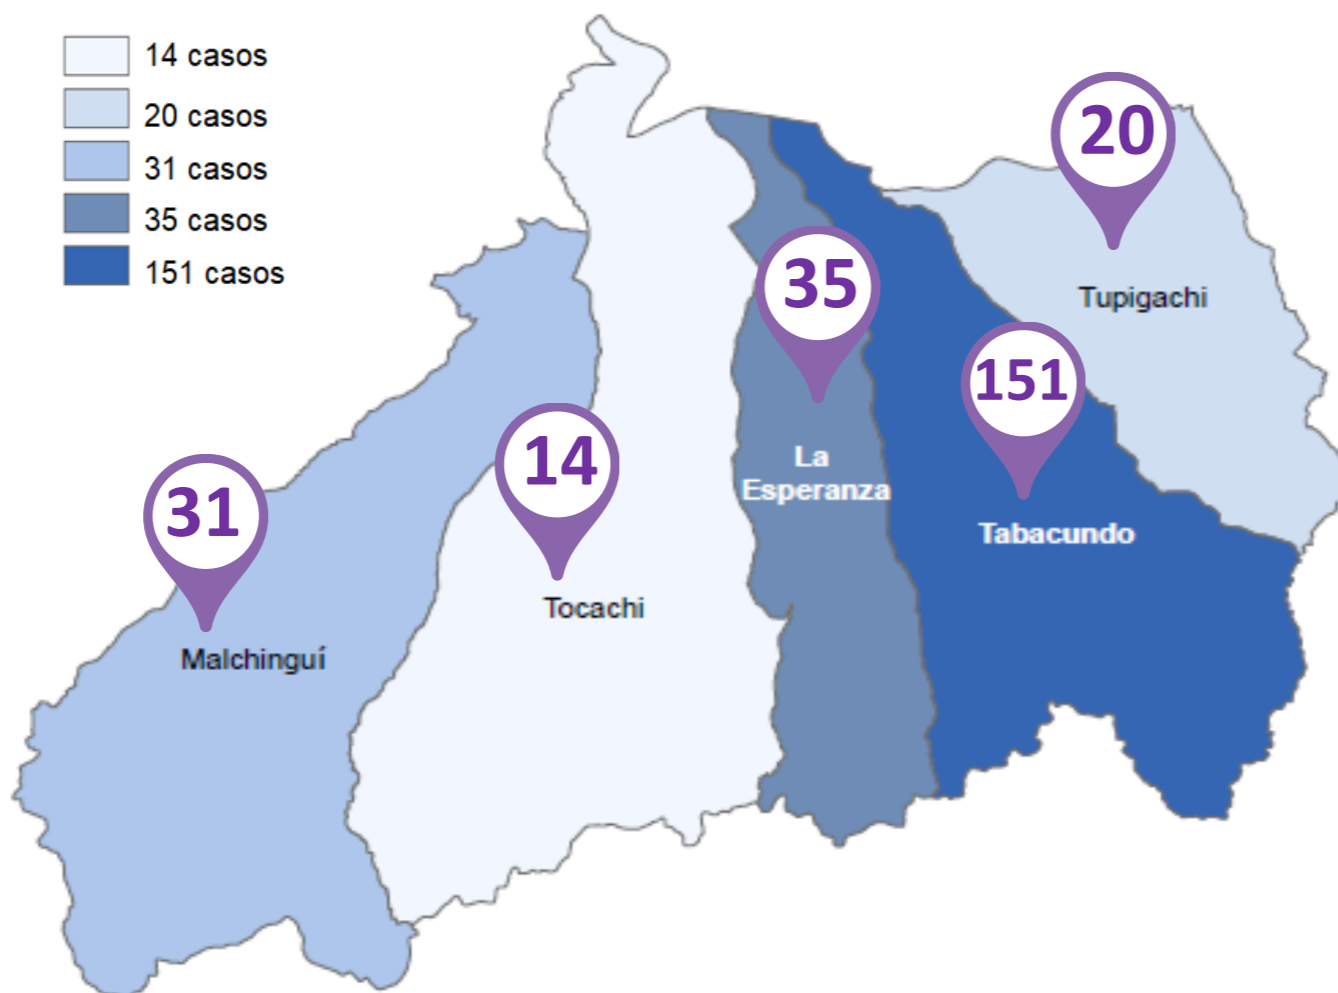 14 casos
20 casos
31 casos
35 casos
151 casos
20
Tupigachi
35
151
La
Esperanza
Tabacundo
14
Tocachi
31
Malchinguí